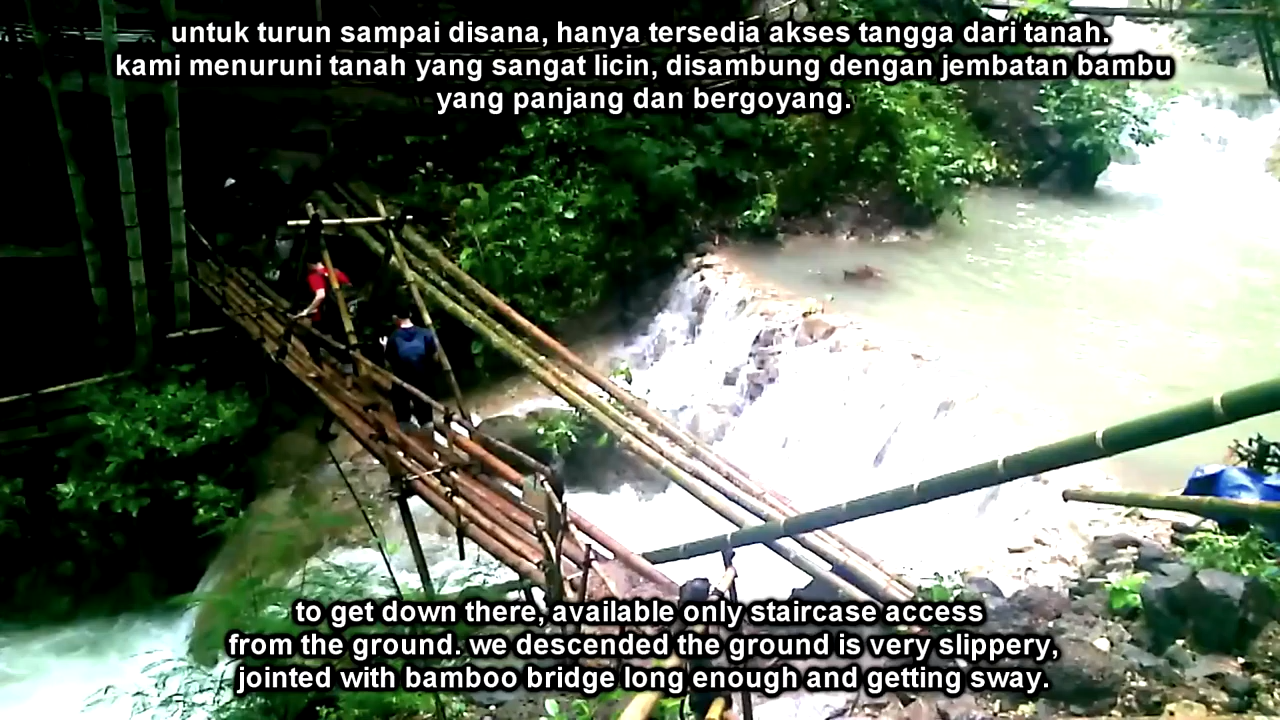 untuk turun sampai disana, hanya tersedia akses tangga dari tanah.
kami menuruni tanah yang sangat licin, disambung dengan jembatan bambu
yang panjang dan bergoyang.
to get down there, available only staircase access
from the ground. we descended the ground is very slippery,
jointed with bamboo bridge long enough and getting sway.